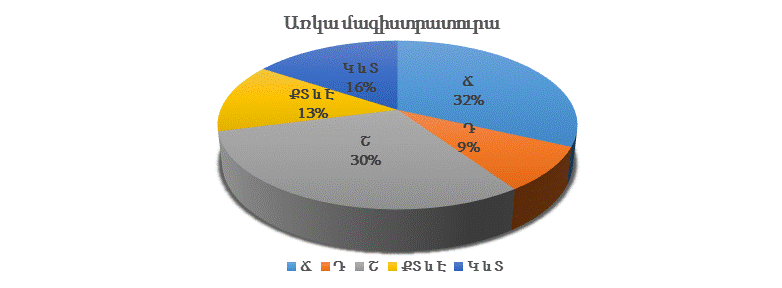 Առկա մագիստրատուրա
Կ և Տ
16%
Ճ
32%
ՔՏ և Է
13%
Դ
9%
Շ
30%
Ճ Դ Շ ՔՏ և Է Կ և Տ